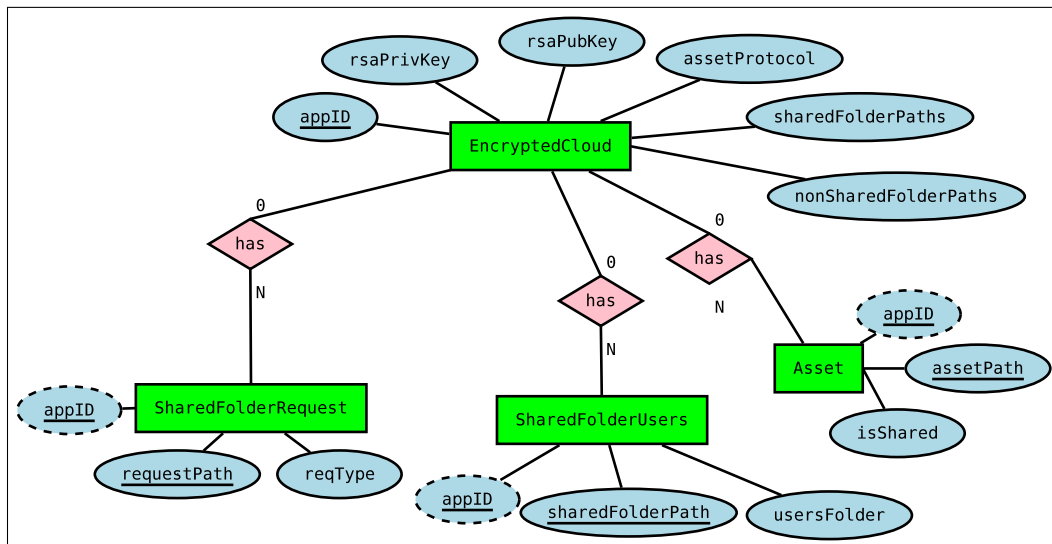 rsaPubKey
rsaPrivKey
assetProtocol
appID
sharedFolderPaths
EncryptedCloud
nonSharedFolderPaths
0
has
N
0
has
N
0
has
N
appID
Asset
assetPath
isShared
appID
SharedFolderRequest
requestPath
reqType
SharedFolderUsers
appID
sharedFolderPath
usersFolder